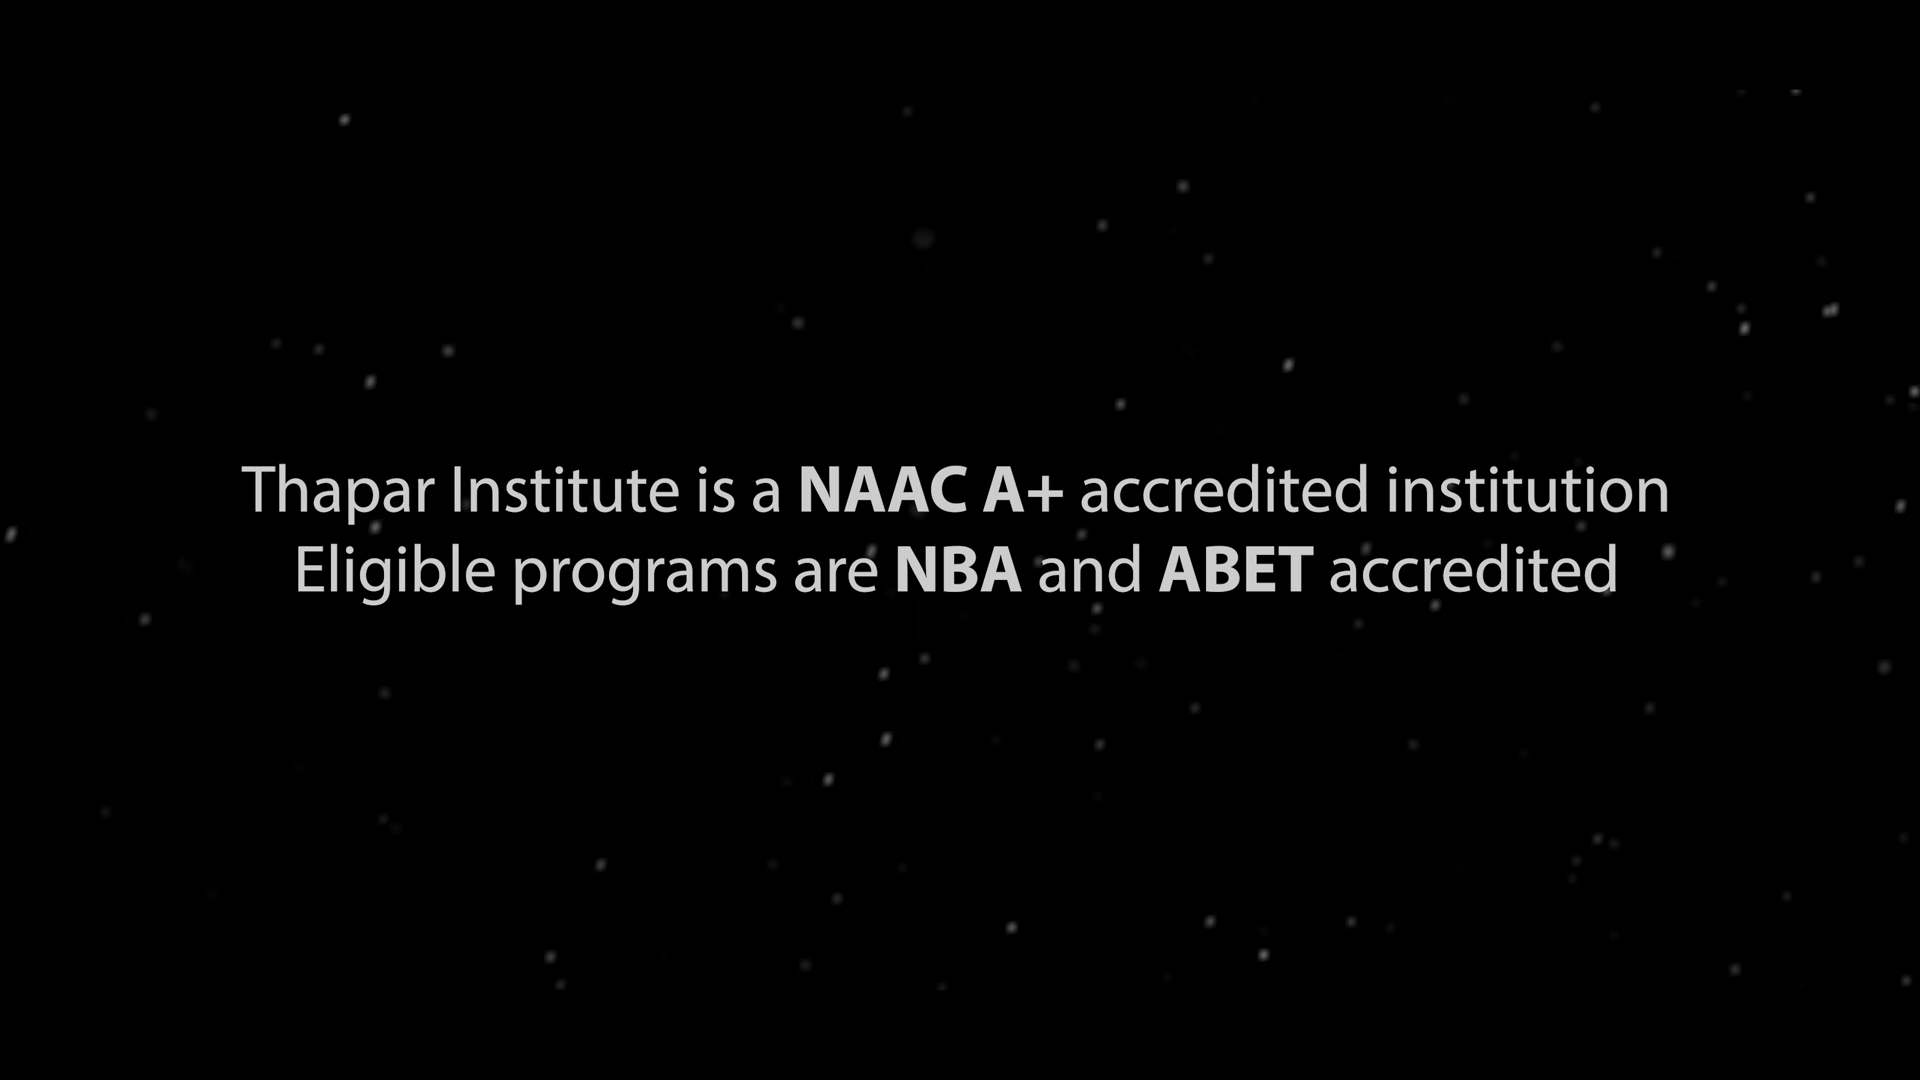 Thapar Institute is a NAAC A+ accredited institution
Eligible programs are NBA and ABET accredited